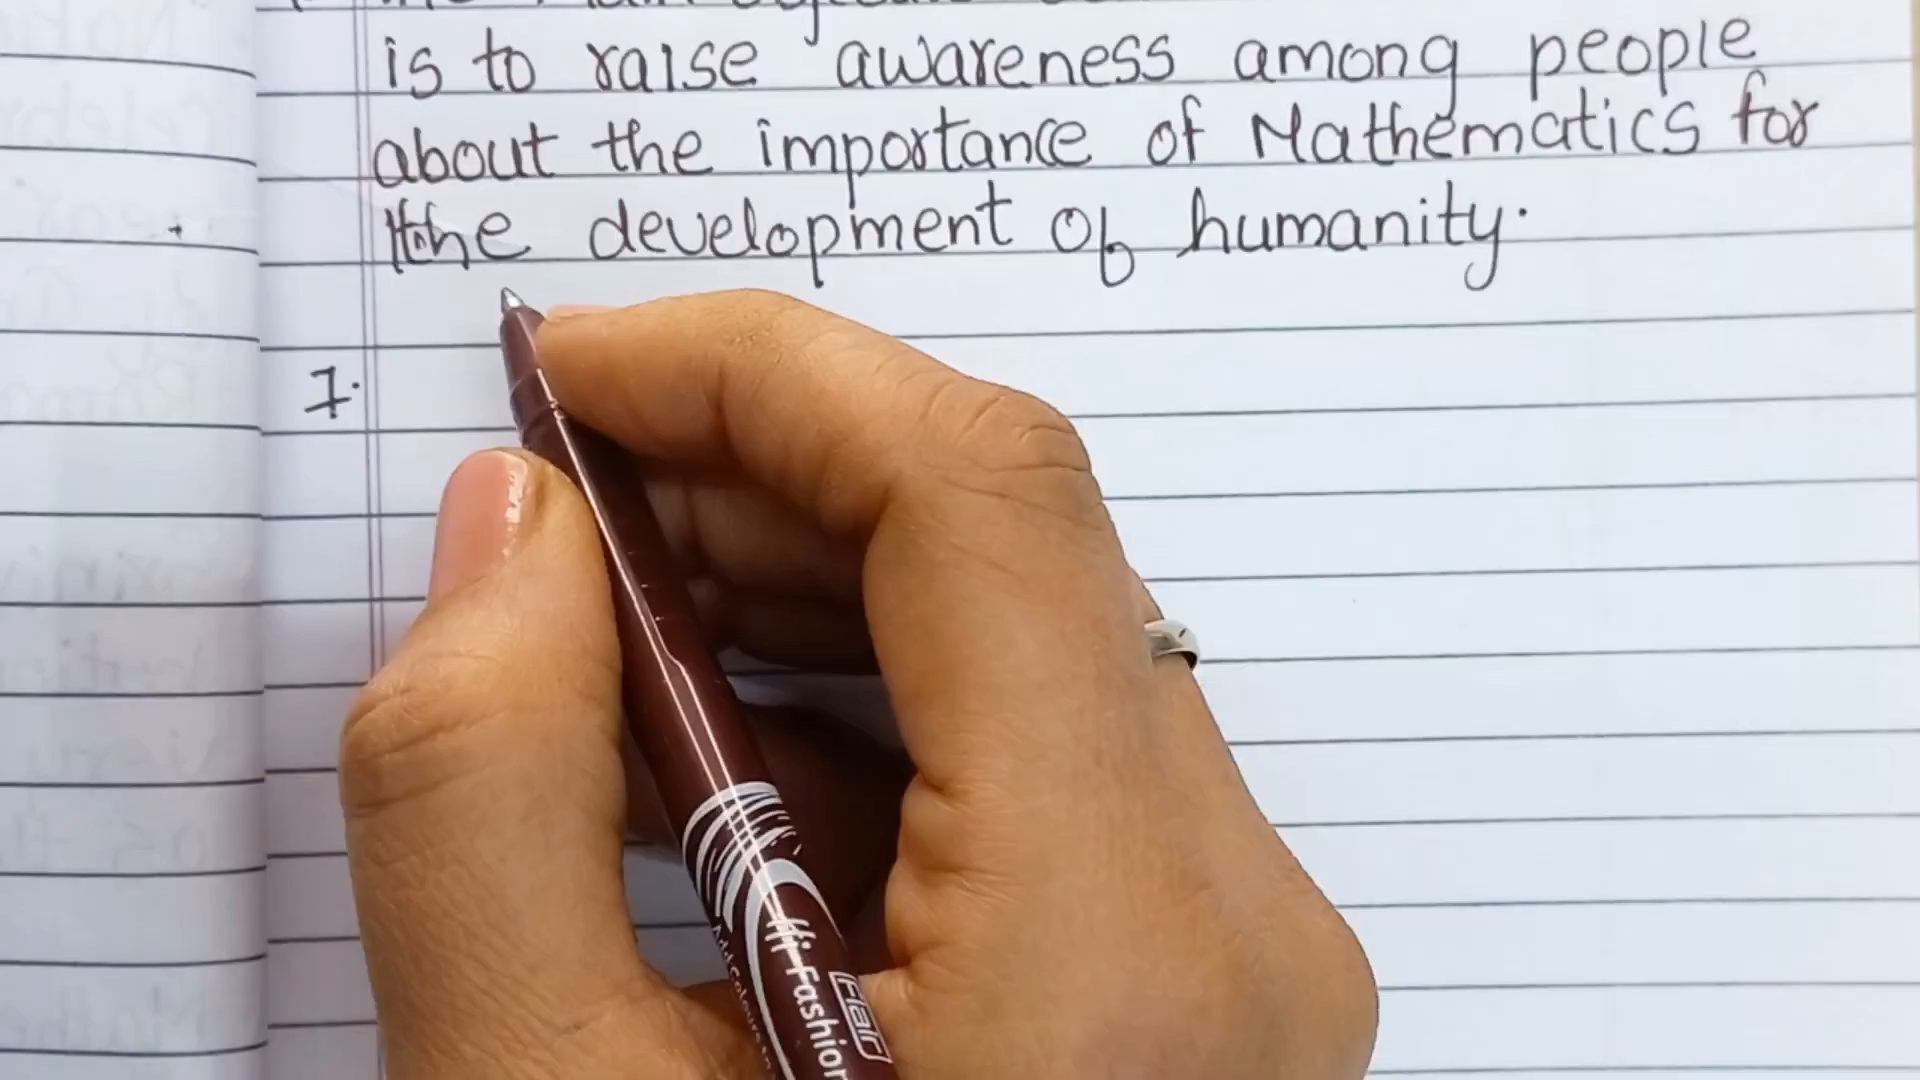 is to raise awareness among people
about the importance of Mathematics for
the development of humanity.
7.
Hi Fashion
Flair